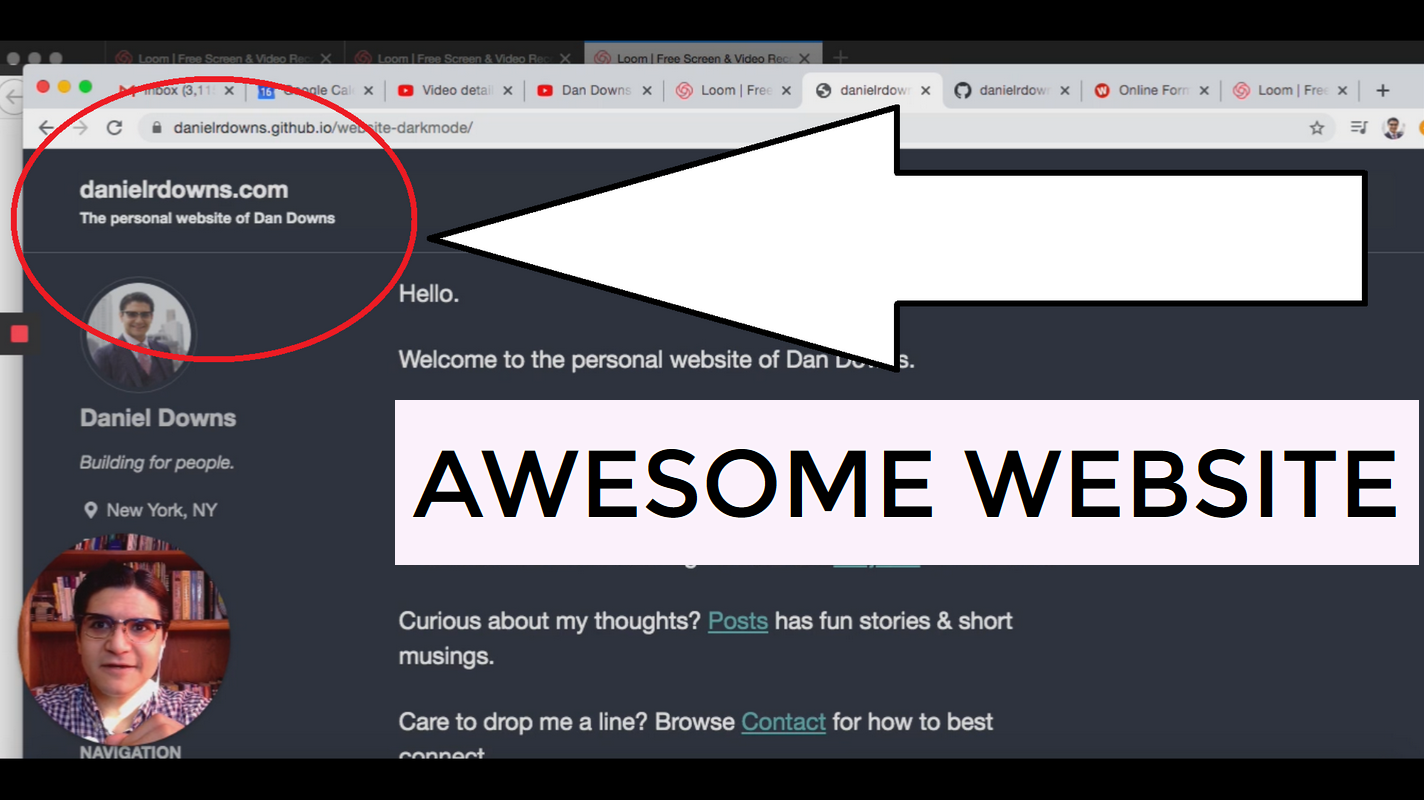 Loom | Free Screen & Video Rec
Loom | Free Screen & Video Rec
Loom | Free Screen & Video Reco
Inbox (3,11
16
Google Cal
Video detail
Dan Downs
Loom | Free
danielrdown
danielrdown
Online Form
Loom | Free
danielrdowns.github.io/website-darkmode/
danielrdowns.com
The personal website of Dan Downs
Hello.
Welcome to the personal website of Dan Downs.
Daniel Downs
Building for people.
New York, NY
AWESOME WEBSITE
Curious about my thoughts? Posts has fun stories & short
musings.
Care to drop me a line? Browse Contact for how to best
connect
NAVIGATION